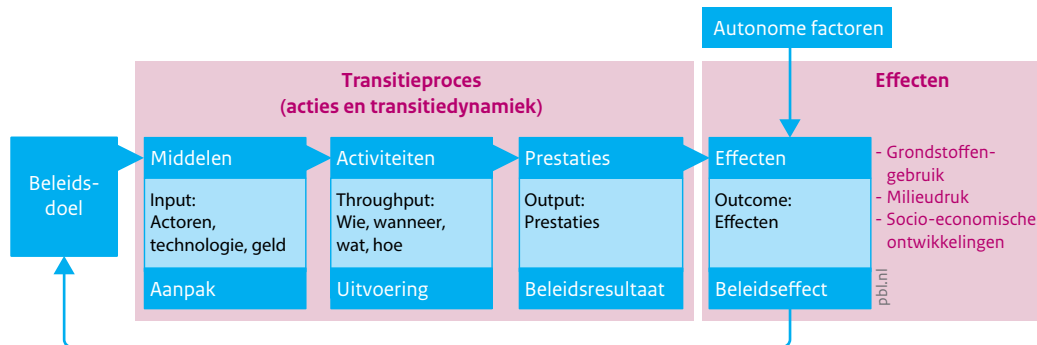 Autonome factoren
Transitieproces
(acties en transitiedynamiek)
Effecten
Beleids-
doel
Middelen
Input:
Actoren,
technologie, geld
Aanpak
Activiteiten
Throughput:
Wie, wanneer,
wat, hoe
Uitvoering
Prestaties
Output:
Prestaties
Beleidsresultaat
Effecten
Outcome:
Effecten
Beleidseffect
- Grondstoffen-
gebruik
- Milieudruk
- Socio-economische
ontwikkelingen
pbl.nl